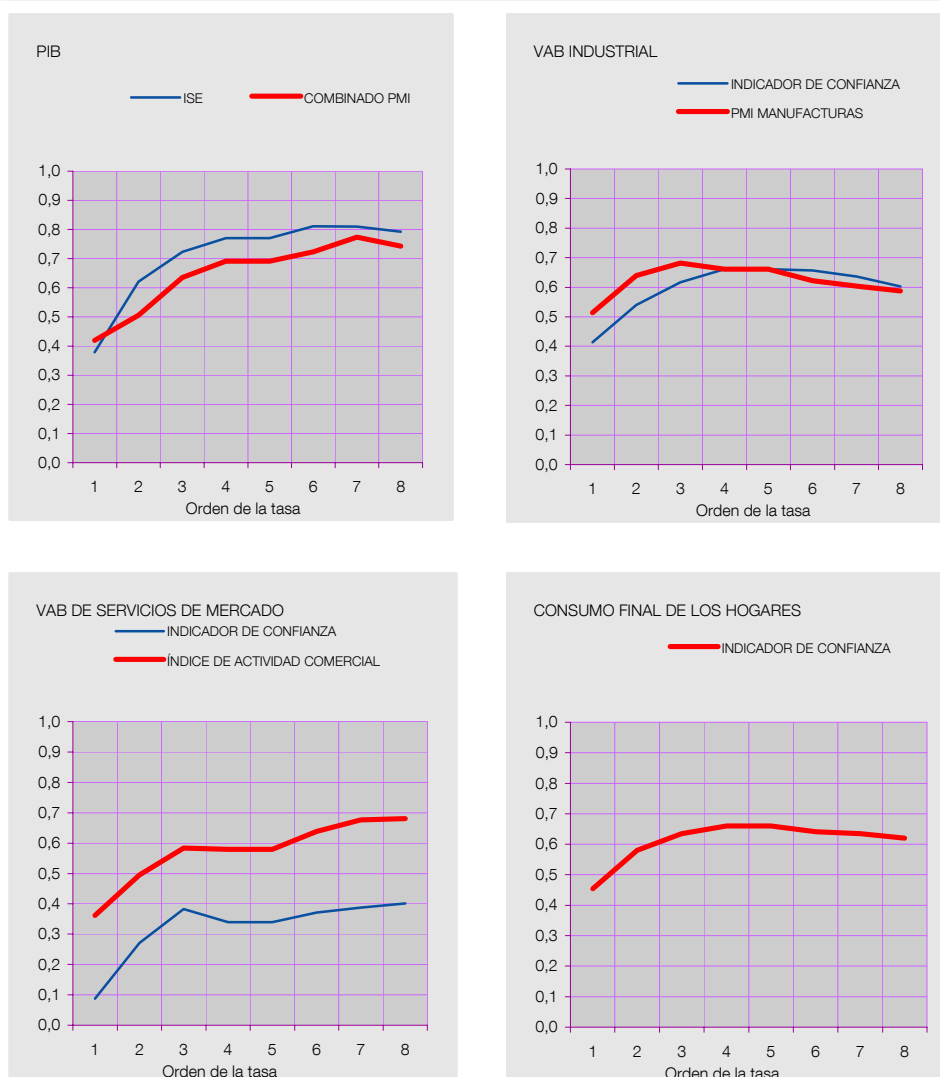 PIB
ISE COMBINADO PMI
1,0
0,9
0,8
0,7
0,6
0,5
0,4
0,3
0,2
0,1
0,0
1 2 3 4 5 6 7 8
Orden de la tasa
VAB INDUSTRIAL
INDICADOR DE CONFIANZA
PMI MANUFACTURAS
1,0
0,9
0,8
0,7
0,6
0,5
0,4
0,3
0,2
0,1
0,0
1 2 3 4 5 6 7 8
Orden de la tasa
VAB DE SERVICIOS DE MERCADO
INDICADOR DE CONFIANZA
ÍNDICE DE ACTIVIDAD COMERCIAL
1,0
0,9
0,8
0,7
0,6
0,5
0,4
0,3
0,2
0,1
0,0
1 2 3 4 5 6 7 8
Orden de la tasa
CONSUMO FINAL DE LOS HOGARES
INDICADOR DE CONFIANZA
1,0
0,9
0,8
0,7
0,6
0,5
0,4
0,3
0,2
0,1
0,0
1 2 3 4 5 6 7 8
Orden de la tasa